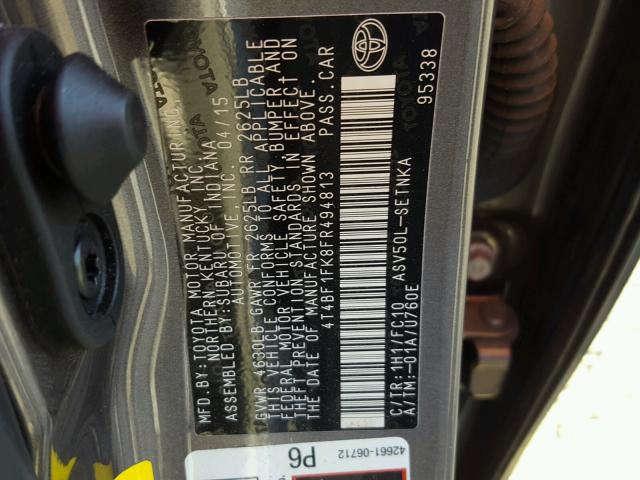 MFD. BY:TOYOTA MOTOR MANUFACTURING,
NORTHERN KENTUCKY, INC.
ASSEMBLED BY:SUBARU OF INDIANA
AUTOMOTIVE,INC. 04/15
GVWR 4630LB GAWR FR 2625LB RR 2625LB
THIS VEHICLE CONFORMS TO ALL APPLICABLE
FEDERAL MOTOR VEHICLE SAFETY, BUMPER AND
THEFT PREVENTION STANDARDS IN EFFECT ON
THE DATE OF MANUFACTURE SHOWN ABOVE.
4T4BF1FK8FR494813 PASS.CAR
TOYOTA
C/TR:1H1/FC10 ASV50L-SETNKA
A/TM:-01A/U760E
95338
P6
42661-06712